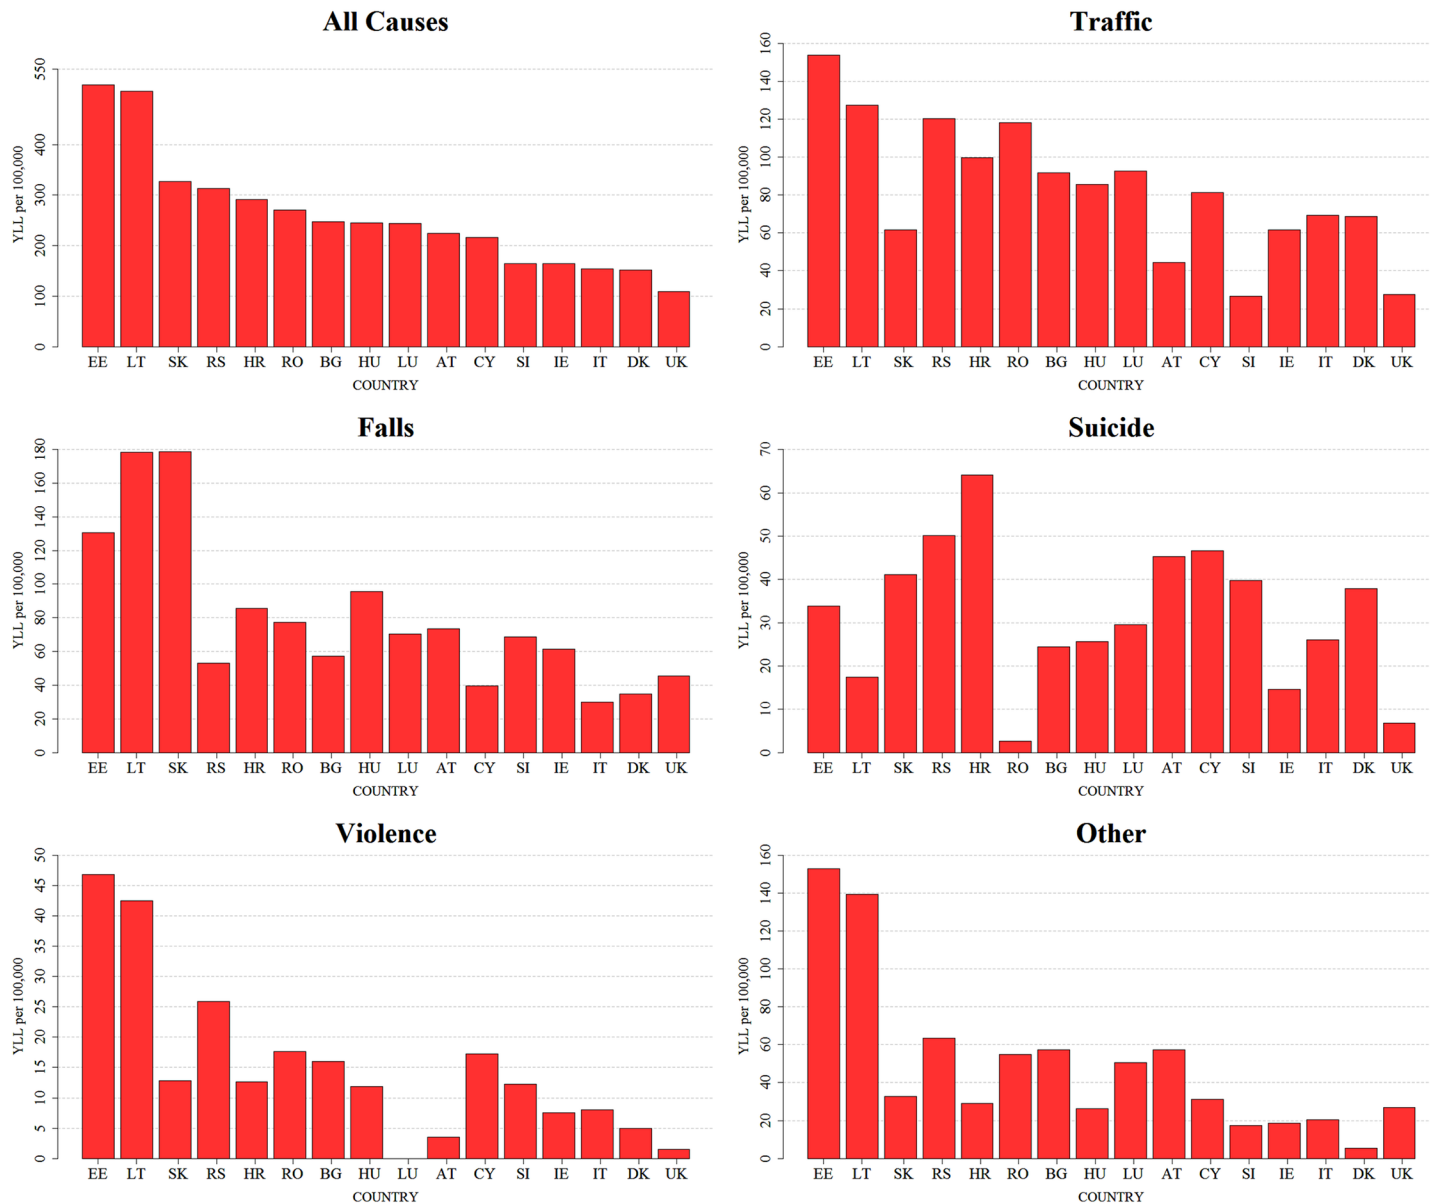 All Causes
YLL per 100,000
550
400
300
200
100
0
EE LT SK RS HR RO BG HU LU AT CY SI IE IT DK UK
COUNTRY
Traffic
YLL per 100,000
160
140
120
100
80
60
40
20
0
EE LT SK RS HR RO BG HU LU AT CY SI IE IT DK UK
COUNTRY
Falls
YLL per 100,000
180
160
140
120
100
80
60
40
20
0
EE LT SK RS HR RO BG HU LU AT CY SI IE IT DK UK
COUNTRY
Suicide
YLL per 100,000
70
60
50
40
30
20
10
0
EE LT SK RS HR RO BG HU LU AT CY SI IE IT DK UK
COUNTRY
Violence
YLL per 100,000
50
45
40
35
30
25
20
15
10
5
0
EE LT SK RS HR RO BG HU LU AT CY SI IE IT DK UK
COUNTRY
Other
YLL per 100,000
160
140
120
100
80
60
40
20
0
EE LT SK RS HR RO BG HU LU AT CY SI IE IT DK UK
COUNTRY